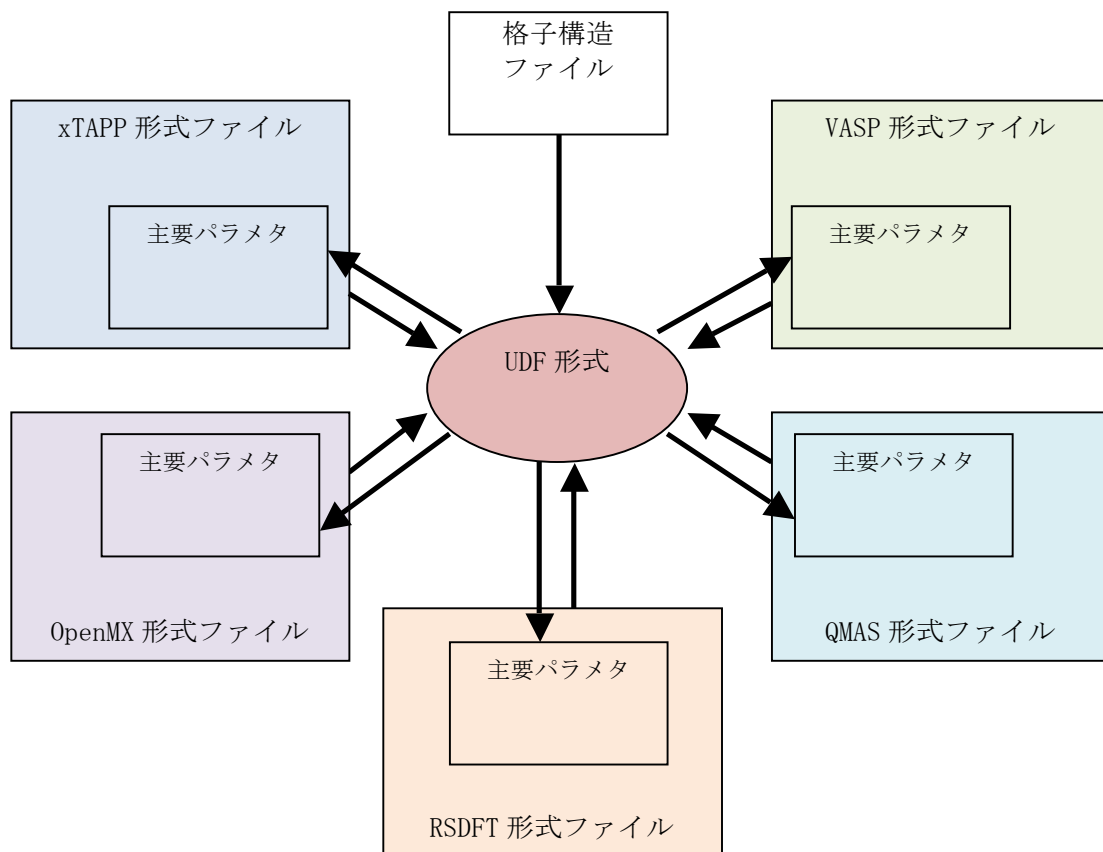 格子構造
ファイル
xTAPP 形式ファイル
主要パラメタ
VASP 形式ファイル
主要パラメタ
UDF 形式
主要パラメタ
OpenMX 形式ファイル
主要パラメタ
QMAS 形式ファイル
主要パラメタ
RSDFT 形式ファイル